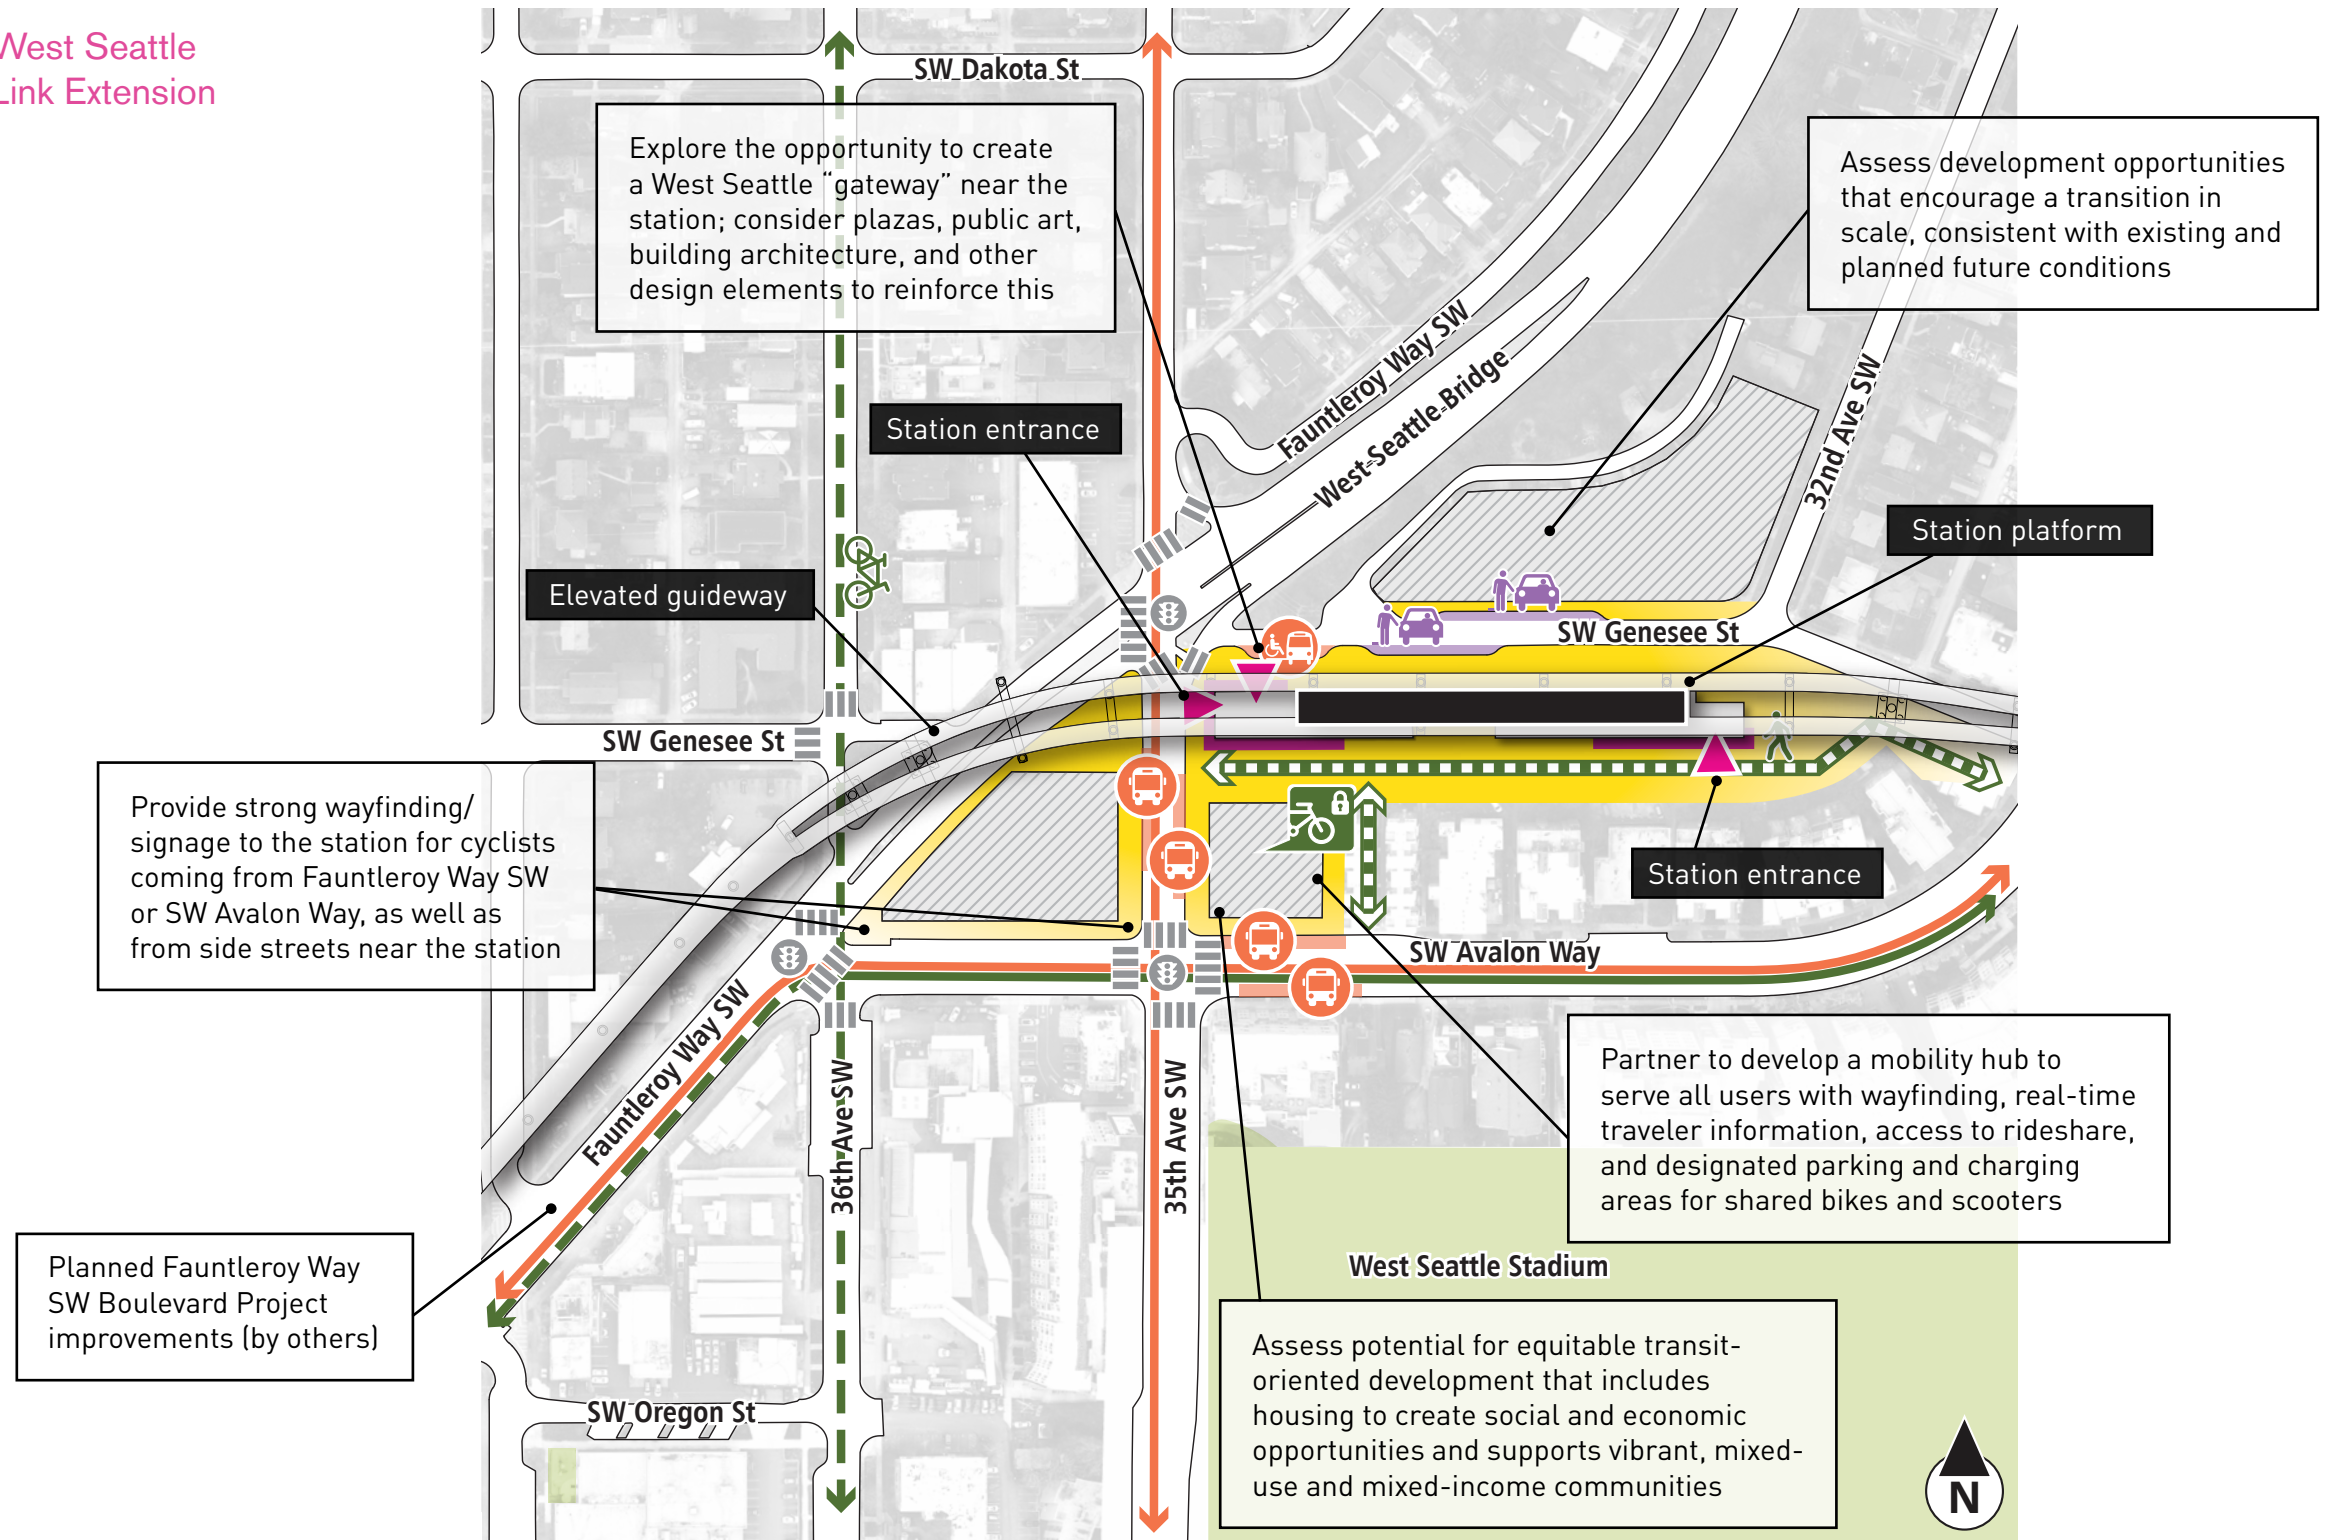 West Seattle
Link Extension
SW Dakota St
Explore the opportunity to create
a West Seattle “gateway” near the
station; consider plazas, public art,
building architecture, and other
design elements to reinforce this
Assess development opportunities
that encourage a transition in
scale, consistent with existing and
planned future conditions
Station entrance
Fauntleroy Way SW
West Seattle Bridge
32nd Ave SW
Station platform
Elevated guideway
SW Genesee St
SW Genesee St
Provide strong wayfinding/
signage to the station for cyclists
coming from Fauntleroy Way SW
or SW Avalon Way, as well as
from side streets near the station
Station entrance
SW Avalon Way
Fauntleroy Way SW
36th Ave SW
35th Ave SW
Partner to develop a mobility hub to
serve all users with wayfinding, real-time
traveler information, access to rideshare,
and designated parking and charging
areas for shared bikes and scooters
Planned Fauntleroy Way
SW Boulevard Project
improvements (by others)
West Seattle Stadium
Assess potential for equitable transit-
oriented development that includes
housing to create social and economic
opportunities and supports vibrant, mixed-
use and mixed-income communities
SW Oregon St
N